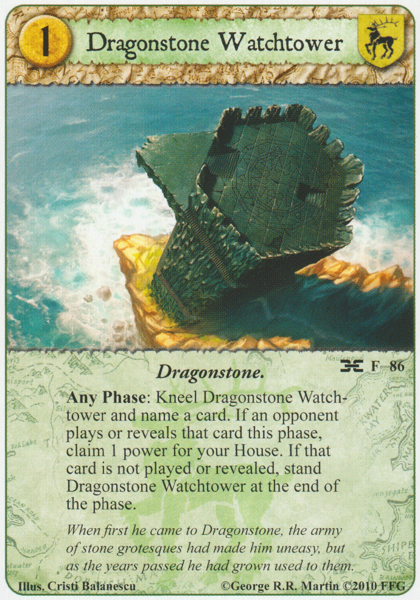 1 Dragonstone Watchtower
Dragonstone.
F 86
Any Phase: Kneel Dragonstone Watch-
tower and name a card. If an opponent
plays or reveals that card this phase,
claim 1 power for your House. If that
card is not played or revealed, stand
Dragonstone Watchtower at the end of
the phase.
When first he came to Dragonstone, the army
of stone grotesques had made him uneasy, but
as the years passed he had grown used to them.
Illus. Cristi Balanescu ©George R.R. Martin ©2010 FFG